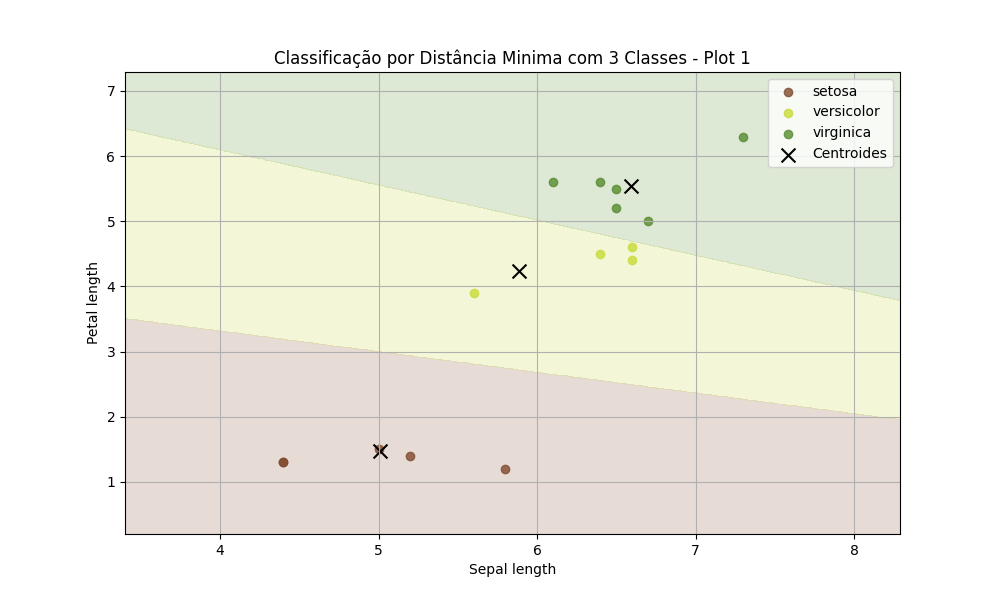 Classificação por Distância Minima com 3 Classes - Plot 1
setosa
versicolor
virginica
Centroides
Petal length
7
6
5
4
3
2
1
4 5 6 7 8
Sepal length